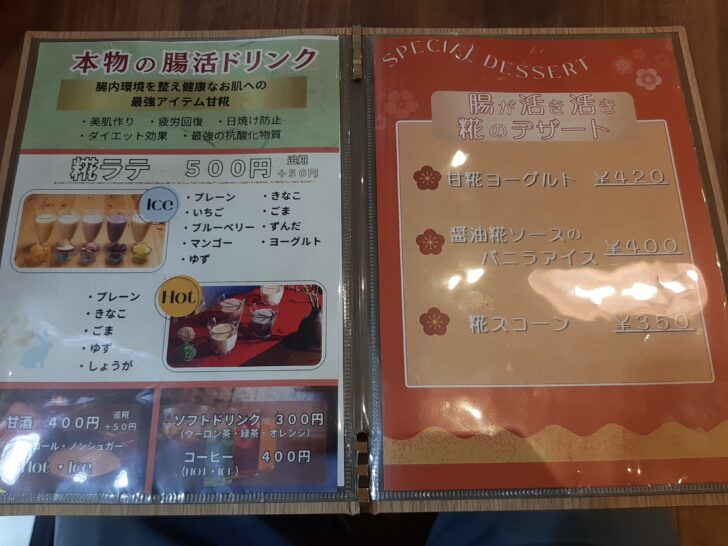 本物の腸活ドリンク
腸内環境を整え健康なお肌への
最強アイテム甘糀
・美肌作り ・疲労回復 ・日焼け防止
・ダイエット効果 ・最強の抗酸化物質
糀ラテ 500円 追糀
+50円
Ice
・プレーン ・きなこ
・いちご ・ごま
・ブルーベリー ・ずんだ
・マンゴー ・ヨーグルト
・ゆず
Hot
・プレーン
・きなこ
・ごま
・ゆず
・しょうが
甘酒 400円 追糀
+50円
コール・ノンシュガー
Hot・Ice
ソフトドリンク 300円
(ウーロン茶・緑茶・オレンジ)
コーヒー 400円
(HOT・ICE)
SPECIAL DESSERT
腸が活き活き
糀のデザート
甘糀ヨーグルト ¥420
醤油糀ソースの
バニラアイス ¥400
糀スコーン ¥350